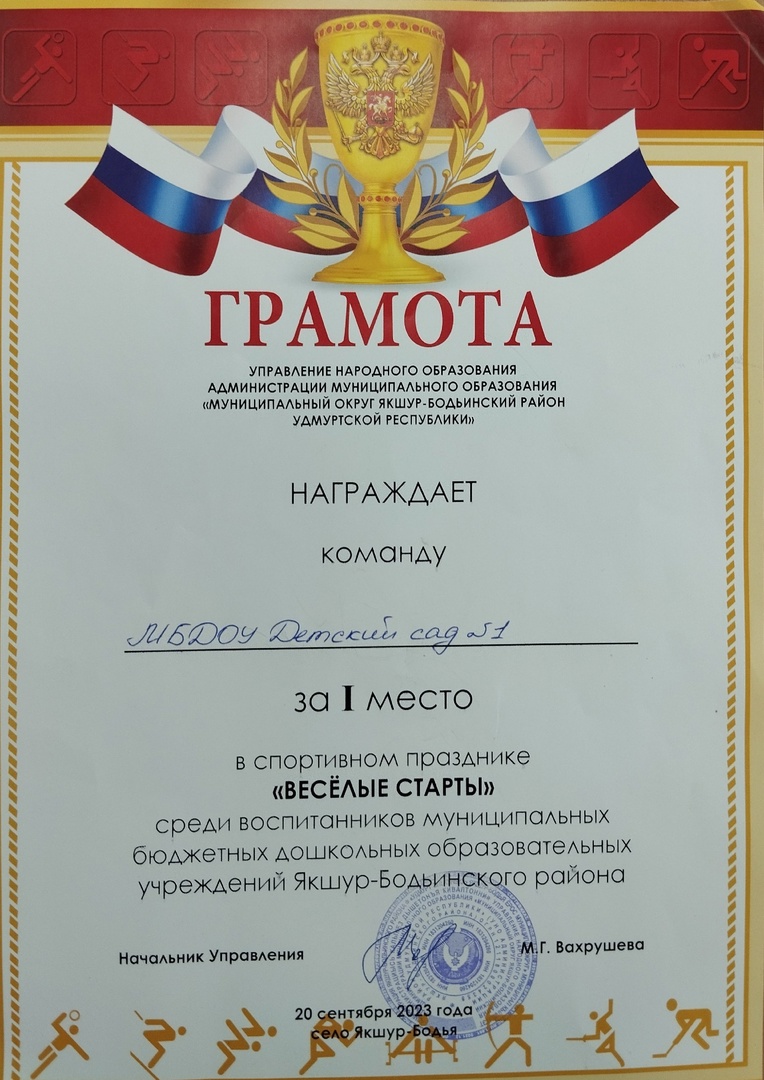 ГРАМОТА
УПРАВЛЕНИЕ НАРОДНОГО ОБРАЗОВАНИЯ
АДМИНИСТРАЦИИ МУНИЦИПАЛЬНОГО ОБРАЗОВАНИЯ
«МУНИЦИПАЛЬНЫЙ ОКРУГ ЯКШУР-БОДЬИНСКИЙ РАЙОН
УДМУРТСКОЙ РЕСПУБЛИКИ»
НАГРАЖДАЕТ
команду
МБДОУ Детский сад №1
за I место
в спортивном празднике
«ВЕСЁЛЫЕ СТАРТЫ»
среди воспитанников муниципальных
бюджетных дошкольных образовательных
учреждений Якшур-Бодьинского района
Начальник Управления М.Г. Вахрушева
20 сентября 2023 года
село Якшур-Бодья